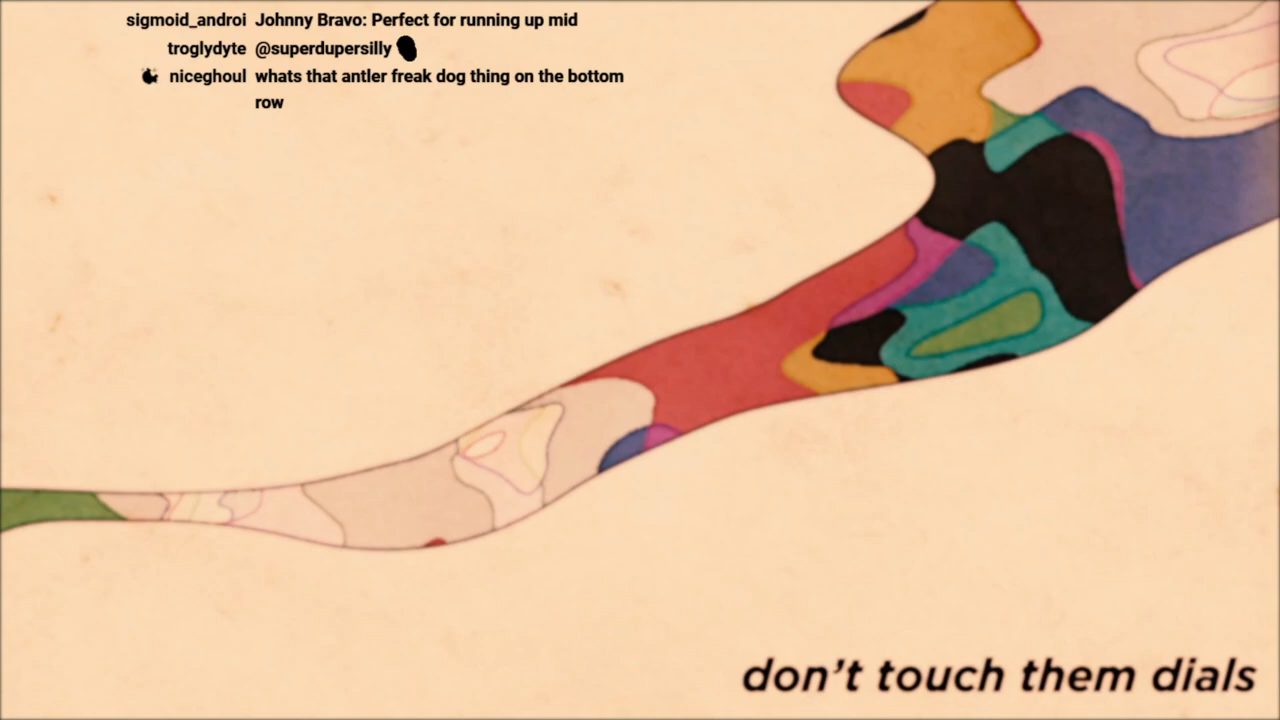 sigmoid_androi Johnny Bravo: Perfect for running up mid
troglydyte @superdupersilly
niceghoul whats that antler freak dog thing on the bottom
row
don't touch them dials